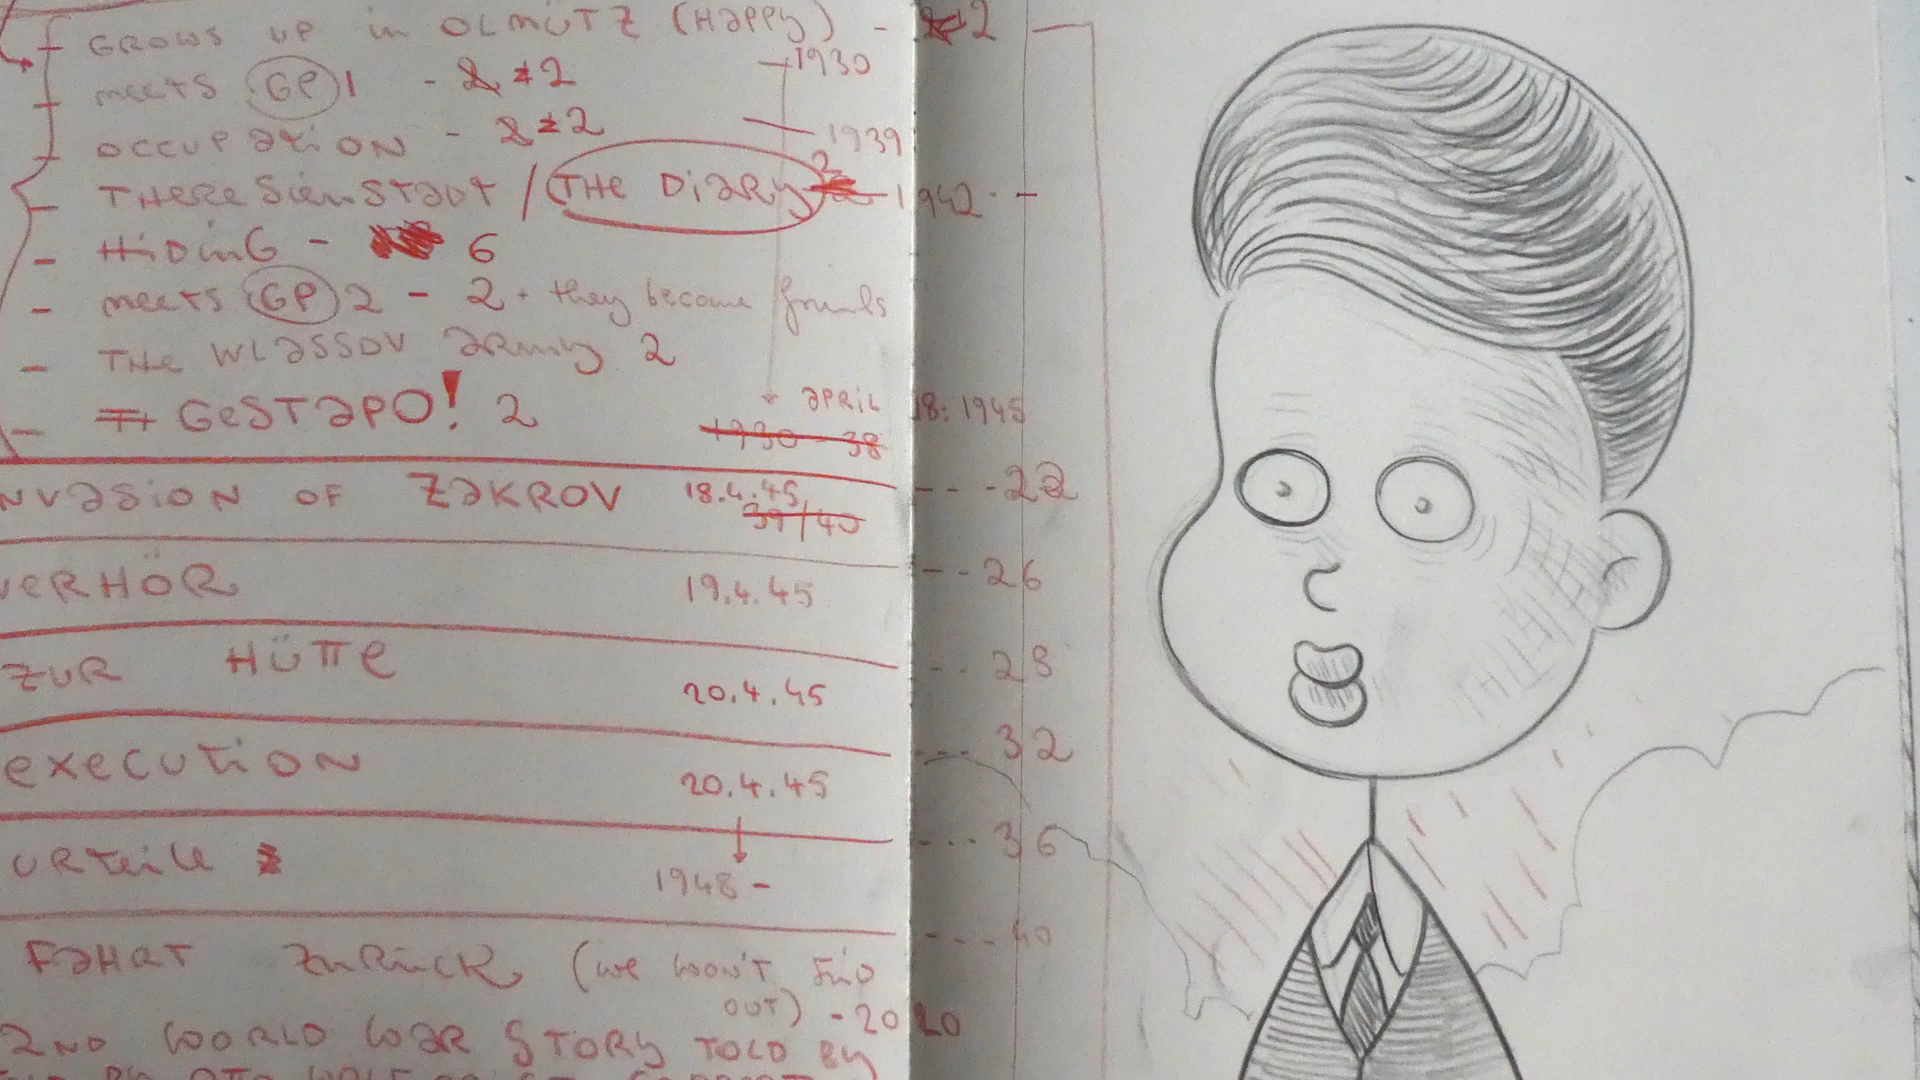 - GROWS UP in OLMÜTZ (HAPPY) - 2
- meets GP 1 - 2 2 1930
- OCCUPATION - 2 2 1939
- THERESIENSTADT / THE DIARY 2 1942
- HIDING - 6
- meets GP 2 - 2 - they become friends
- THE WLASSOV ARMY 2
- GESTAPO! 2 APRIL 18. 1945
1930 - 38
NVASION OF ZAKROV 18.4.45 - - - 22
39/40
VERHÖR 19.4.45 - - - 26
ZUR HÜTTE 20.4.45 - - 28
EXECUTION 20.4.45 - - - 32
URTEILE 1948 - - - - 36
FAHRT ZURÜCK (WE WON'T FIND OUT) - 2020 - - - 40
2ND WORLD WAR STORY TOLD BY